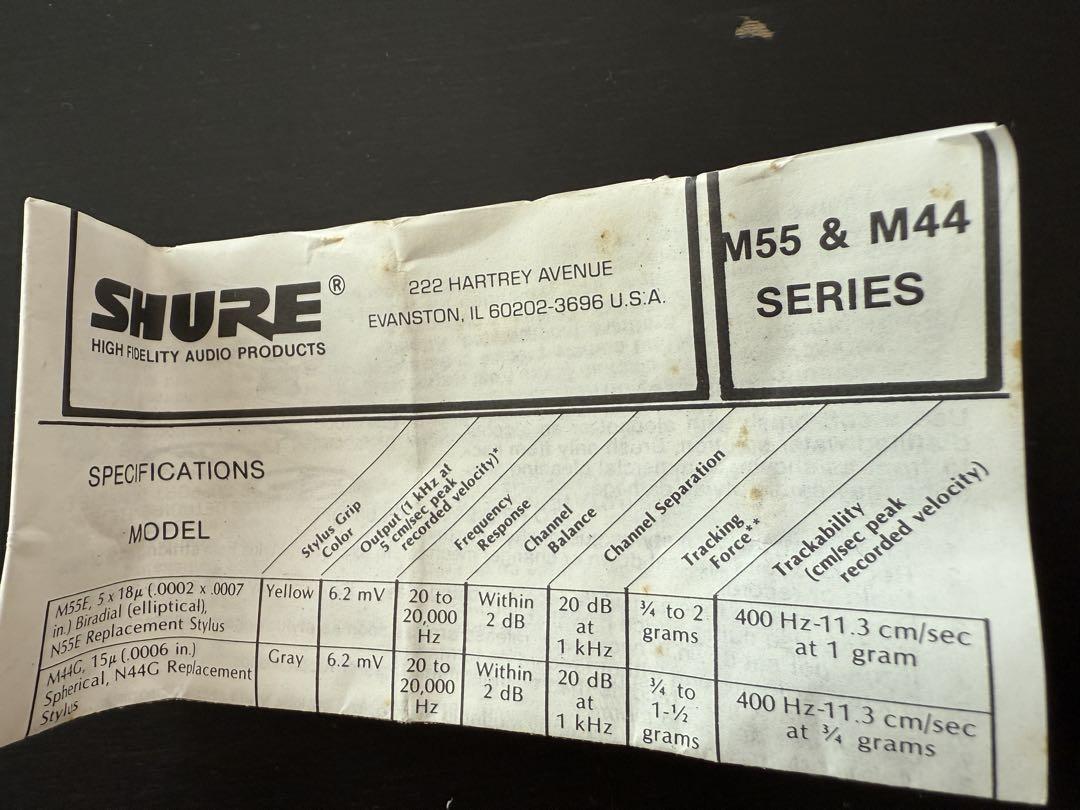 SHURE®
HIGH FIDELITY AUDIO PRODUCTS
222 HARTREY AVENUE
EVANSTON, IL 60202-3696 U.S.A.
M55 & M44
SERIES
SPECIFICATIONS
MODEL
Stylus Grip
Color
Output (1 kHz at
5 cm/sec peak
recorded velocity)*
Frequency
Response
Channel
Balance
Channel Separation
Tracking
Force**
Trackability
(cm/sec peak
recorded velocity)
M55E, 5 x 18µ (.0002 x .0007
in.) Biradial (elliptical),
N55E Replacement Stylus
Yellow
6.2 mV
20 to
20,000
Hz
Within
2 dB
20 dB
at
1 kHz
¾ to 2
grams
400 Hz-11.3 cm/sec
at 1 gram
M44G, 15µ (.0006 in.)
Spherical, N44G Replacement
Stylus
Gray
6.2 mV
20 to
20,000
Hz
Within
2 dB
20 dB
at
1 kHz
¾ to
1-½
grams
400 Hz-11.3 cm/sec
at ¾ grams